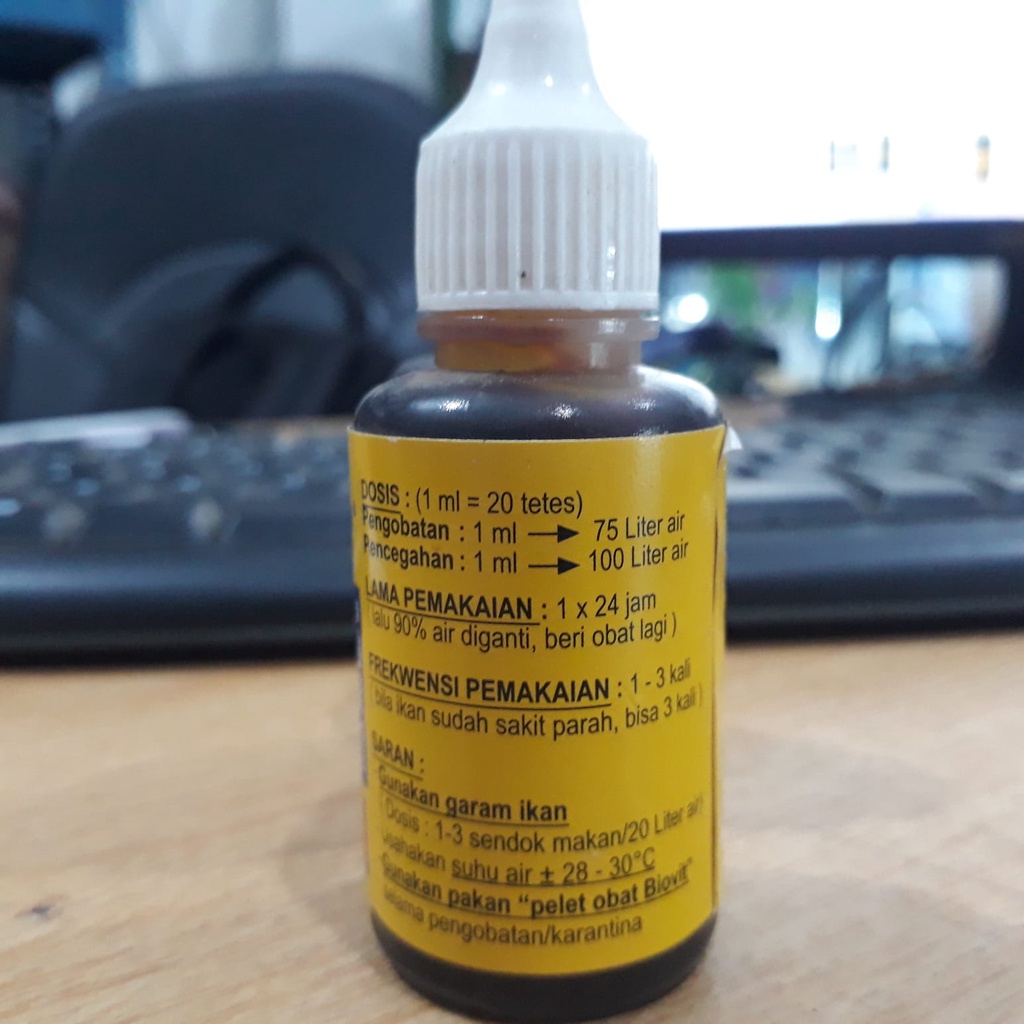 DOSIS : (1 ml = 20 tetes)
Pengobatan : 1 ml → 75 Liter air
Pencegahan : 1 ml → 100 Liter air
LAMA PEMAKAIAN : 1 x 24 jam
( lalu 90% air diganti, beri obat lagi )
FREKWENSI PEMAKAIAN : 1 - 3 kali
( bila ikan sudah sakit parah, bisa 3 kali )
SARAN :
Gunakan garam ikan
( Dosis : 1-3 sendok makan/20 Liter air)
Usahakan suhu air ± 28 - 30°C
Gunakan pakan "pelet obat Biovit"
selama pengobatan/karantina